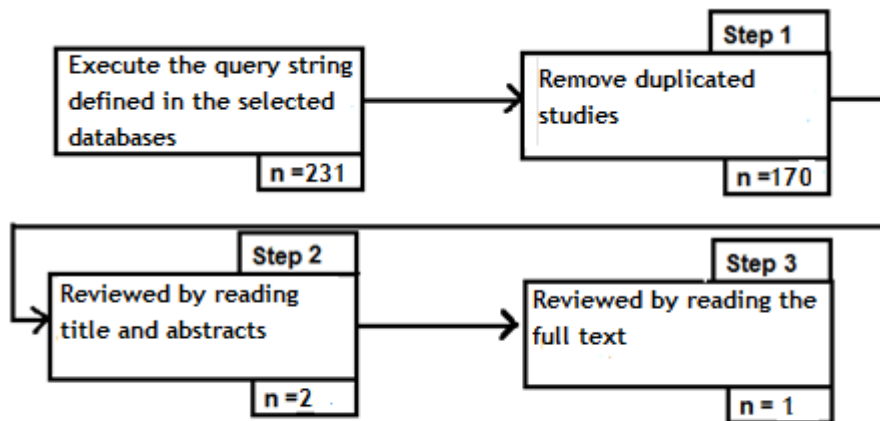 Execute the query string
defined in the selected
databases
n =231
Step 1
Remove duplicated
studies
n =170
Step 2
Reviewed by reading
title and abstracts
n =2
Step 3
Reviewed by reading the
full text
n = 1